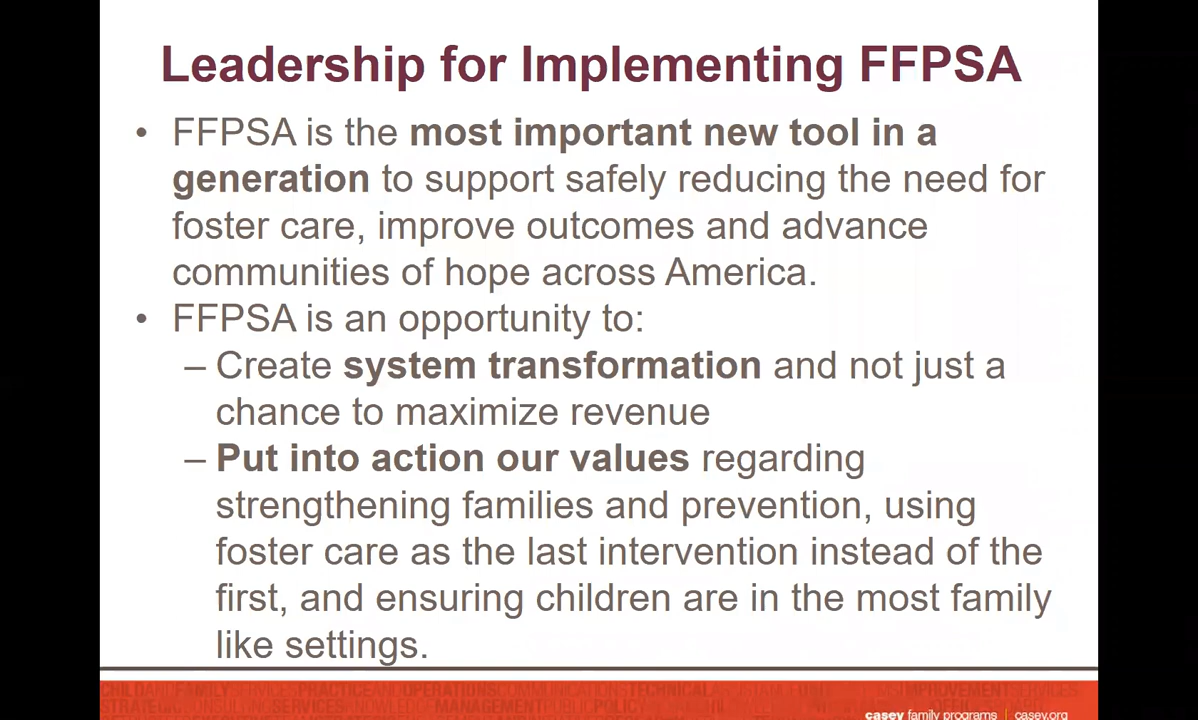 Leadership for Implementing FFPSA
• FFPSA is the most important new tool in a
generation to support safely reducing the need for
foster care, improve outcomes and advance
communities of hope across America.
• FFPSA is an opportunity to:
– Create system transformation and not just a
chance to maximize revenue
– Put into action our values regarding
strengthening families and prevention, using
foster care as the last intervention instead of the
first, and ensuring children are in the most family
like settings.
CHILDANDFAMILYSERVICESPRACTICEANDOPERATIONSCOMMUNICATIONSTECHNICALASSISTANCE IMPROVEMENTSERVICES
STRATEGICCONSULTINGSERVICESKNOWLEDGEMANAGEMENTPUBLICPOLICY
casey family programs | casey.org